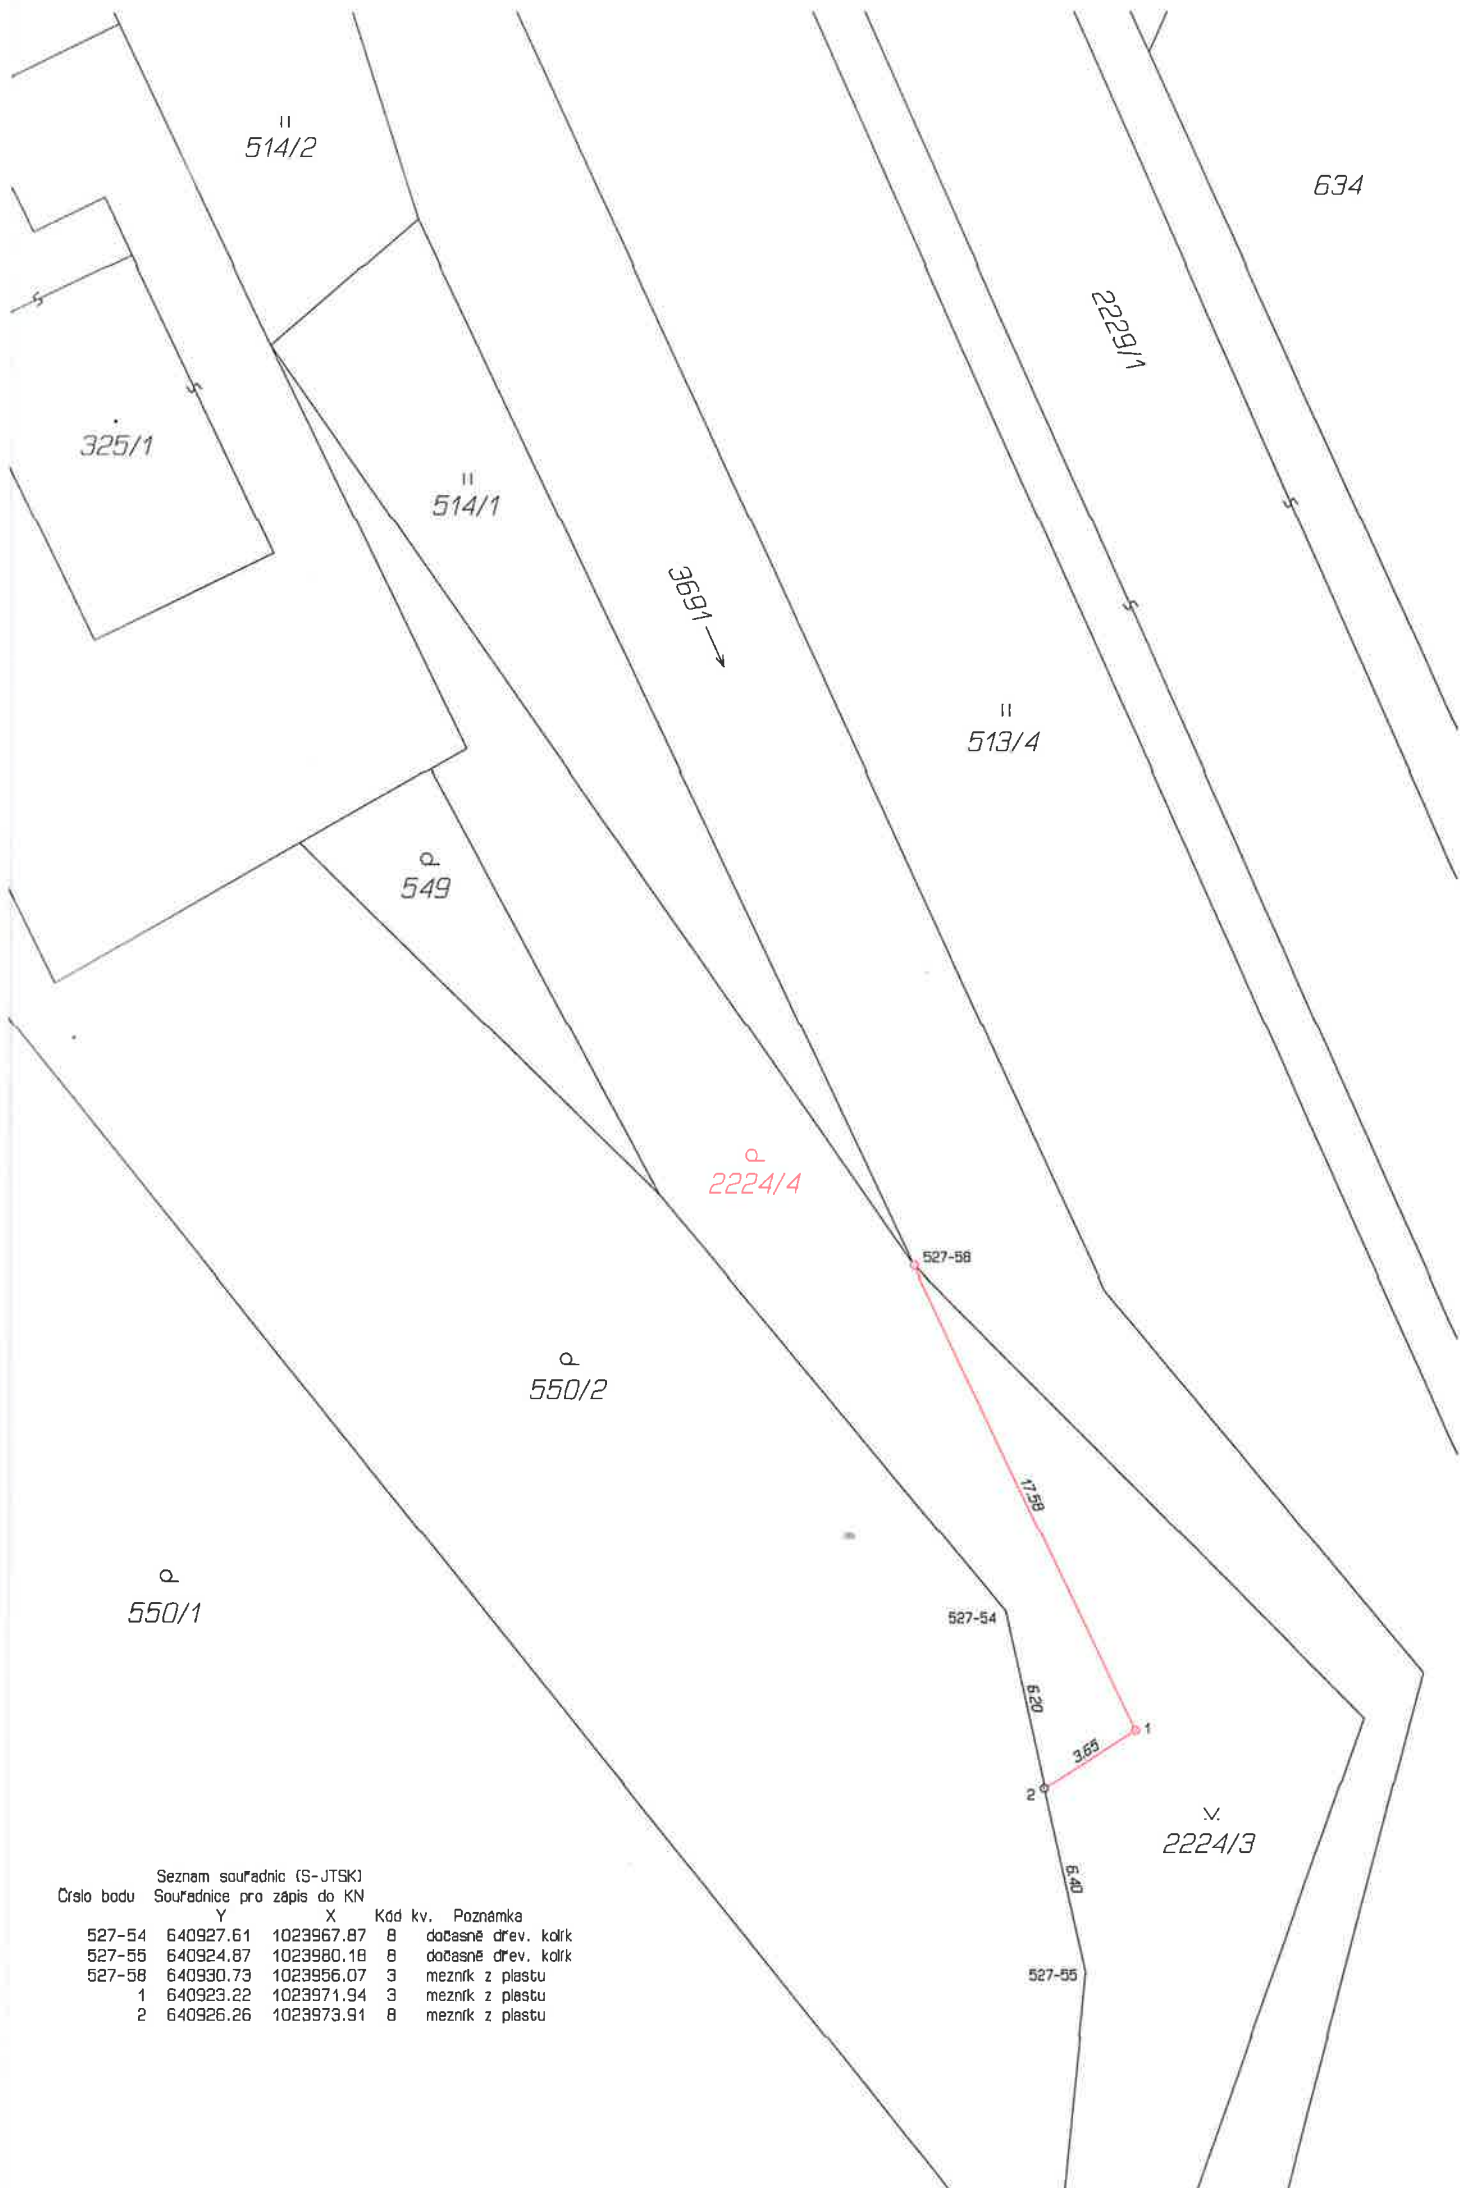 514/2
634
2229/1
325/1
514/1
3691
513/4
549
2224/4
527-58
550/2
17.58
550/1
527-54
6.20
1
3.65
2
2224/3
6.40
527-55
Seznam souřadnic (S-JTSK)
Číslo bodu Souřadnice pro zápis do KN
Y X Kód kv. Poznámka
527-54 640927.61 1023967.87 8 dočasně dřev. kolík
527-55 640924.87 1023980.18 8 dočasně dřev. kolík
527-58 640930.73 1023956.07 3 mezník z plastu
1 640923.22 1023971.94 3 mezník z plastu
2 640926.26 1023973.91 8 mezník z plastu